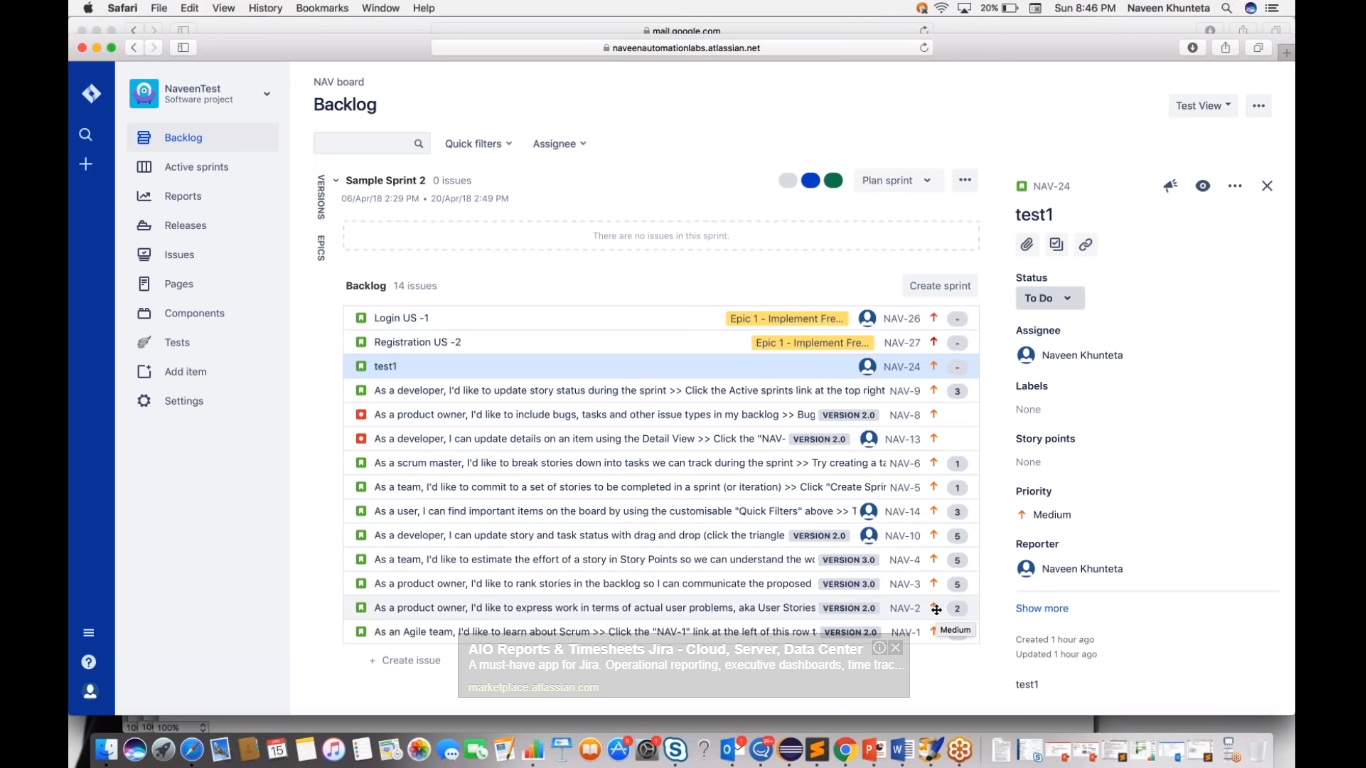 Safari File Edit View History Bookmarks Window Help
20% Sun 8:46 PM Naveen Khunteta
mail.google.com
naveenautomationlabs.atlassian.net
NaveenTest
Software project
Backlog
Active sprints
Reports
Releases
Issues
Pages
Components
Tests
Add item
Settings
NAV board
Backlog
Test View
Quick filters
Assignee
VERSIONS
EPICS
Sample Sprint 2 0 issues
Plan sprint
06/Apr/18 2:29 PM • 20/Apr/18 2:49 PM
There are no issues in this sprint.
Backlog 14 issues
Create sprint
Login US -1 Epic 1 - Implement Fre... NAV-26 -
Registration US -2 Epic 1 - Implement Fre... NAV-27 -
test1 NAV-24 -
As a developer, I'd like to update story status during the sprint >> Click the Active sprints link at the top right NAV-9 3
As a product owner, I'd like to include bugs, tasks and other issue types in my backlog >> Bug VERSION 2.0 NAV-8
As a developer, I can update details on an item using the Detail View >> Click the "NAV- VERSION 2.0 NAV-13
As a scrum master, I'd like to break stories down into tasks we can track during the sprint >> Try creating a ta NAV-6 1
As a team, I'd like to commit to a set of stories to be completed in a sprint (or iteration) >> Click "Create Sprir NAV-5 1
As a user, I can find important items on the board by using the customisable "Quick Filters" above >> T NAV-14 3
As a developer, I can update story and task status with drag and drop (click the triangle VERSION 2.0 NAV-10 5
As a team, I'd like to estimate the effort of a story in Story Points so we can understand the wo VERSION 3.0 NAV-4 5
As a product owner, I'd like to rank stories in the backlog so I can communicate the proposed VERSION 3.0 NAV-3 5
As a product owner, I'd like to express work in terms of actual user problems, aka User Stories VERSION 2.0 NAV-2 2
As an Agile team, I'd like to learn about Scrum >> Click the "NAV-1" link at the left of this row t VERSION 2.0 NAV-1
Medium
+ Create issue
AIO Reports & Timesheets Jira - Cloud, Server, Data Center
A must-have app for Jira. Operational reporting, executive dashboards, time trac...
marketplace.atlassian.com
NAV-24
test1
Status
To Do
Assignee
Naveen Khunteta
Labels
None
Story points
None
Priority
Medium
Reporter
Naveen Khunteta
Show more
Created 1 hour ago
Updated 1 hour ago
test1
100%
15